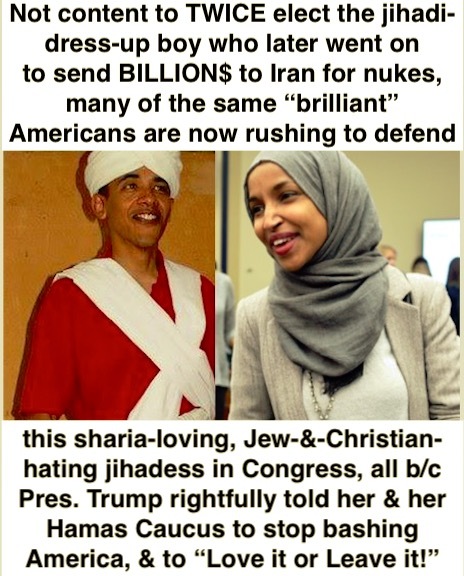 Not content to TWICE elect the jihadi-
dress-up boy who later went on
to send BILLION$ to Iran for nukes,
many of the same “brilliant”
Americans are now rushing to defend
this sharia-loving, Jew-&-Christian-
hating jihadess in Congress, all b/c
Pres. Trump rightfully told her & her
Hamas Caucus to stop bashing
America, & to “Love it or Leave it!”